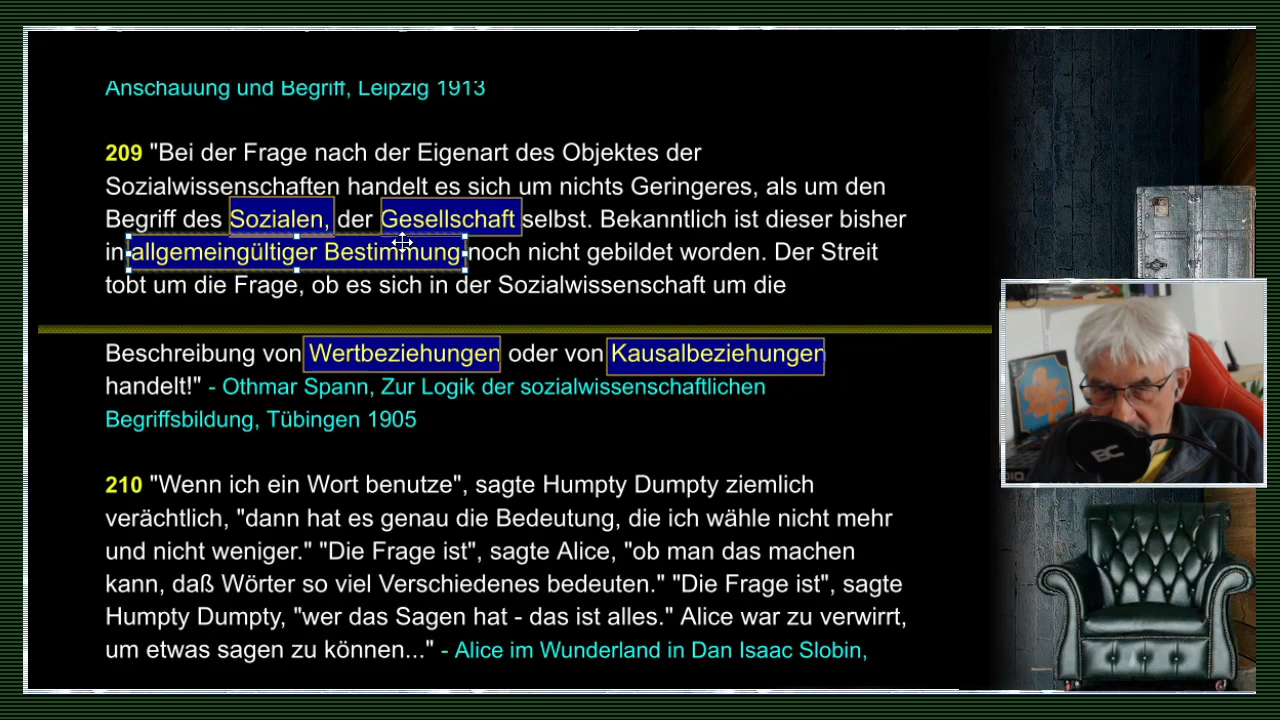 Anschauung und Begriff, Leipzig 1913
209 "Bei der Frage nach der Eigenart des Objektes der
Sozialwissenschaften handelt es sich um nichts Geringeres, als um den
Begriff des Sozialen, der Gesellschaft selbst. Bekanntlich ist dieser bisher
in allgemeingültiger Bestimmung noch nicht gebildet worden. Der Streit
tobt um die Frage, ob es sich in der Sozialwissenschaft um die
Beschreibung von Wertbeziehungen oder von Kausalbeziehungen
handelt!" - Othmar Spann, Zur Logik der sozialwissenschaftlichen
Begriffsbildung, Tübingen 1905
210 "Wenn ich ein Wort benutze", sagte Humpty Dumpty ziemlich
verächtlich, "dann hat es genau die Bedeutung, die ich wähle nicht mehr
und nicht weniger." "Die Frage ist", sagte Alice, "ob man das machen
kann, daß Wörter so viel Verschiedenes bedeuten." "Die Frage ist", sagte
Humpty Dumpty, "wer das Sagen hat - das ist alles." Alice war zu verwirrt,
um etwas sagen zu können..." - Alice im Wunderland in Dan Isaac Slobin,